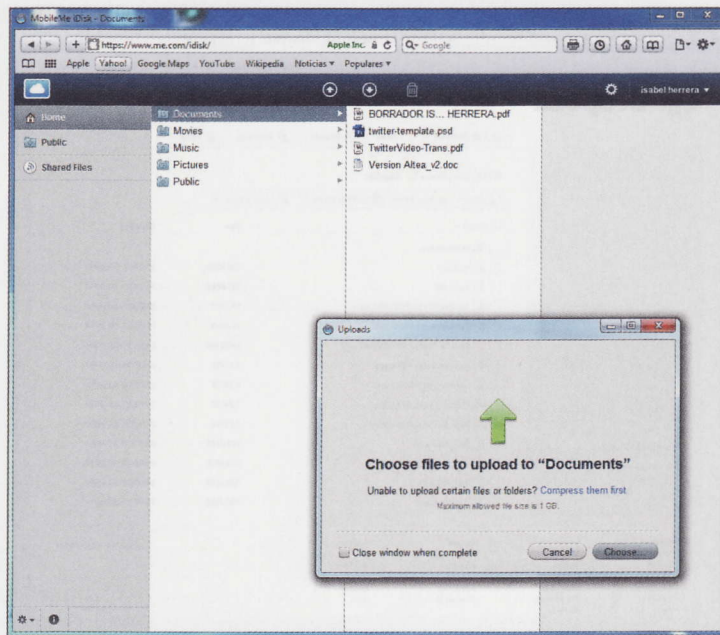 MobileMe iDisk - Documents
https://www.me.com/idisk/ Apple Inc. Google
Apple Yahoo! Google Maps YouTube Wikipedia Noticias Populares
isabel herrera
Home
Public
Shared Files
Documents
Movies
Music
Pictures
Public
BORRADOR IS... HERRERA.pdf
twitter-template.psd
TwitterVideo-Trans.pdf
Version Altea_v2.doc
Uploads
Choose files to upload to “Documents”
Unable to upload certain files or folders? Compress them first
Maximum allowed file size is 1 GB.
Close window when complete Cancel Choose...